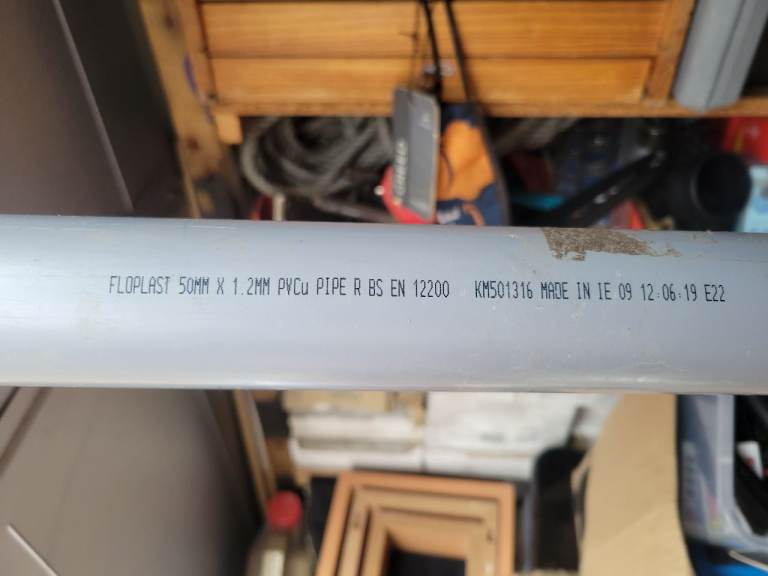 FLOPLAST 50MM X 1.2MM PVCu PIPE R BS EN 12200 KM501316 MADE IN IE 09 12:06:19 E22